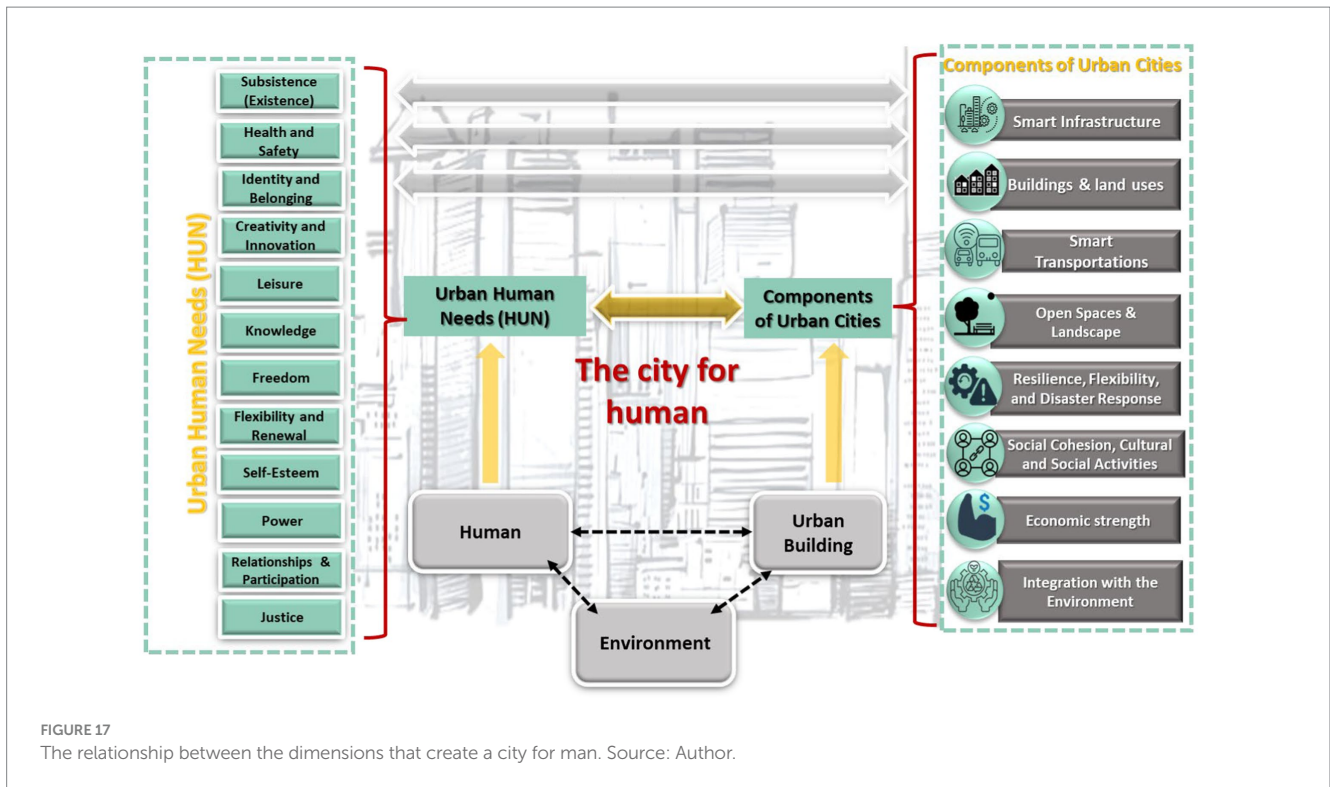 Urban Human Needs (HUN)
Subsistence
(Existence)
Health and
Safety
Identity and
Belonging
Creativity and
Innovation
Leisure
Knowledge
Freedom
Flexibility and
Renewal
Self-Esteem
Power
Relationships &
Participation
Justice
Urban Human
Needs (HUN)
Components
of Urban Cities
The city for
human
Human
Urban
Building
Environment
Components of Urban Cities
Smart Infrastructure
Buildings & land uses
Smart
Transportations
Open Spaces &
Landscape
Resilience, Flexibility,
and Disaster Response
Social Cohesion, Cultural
and Social Activities
$
Economic strength
Integration with the
Environment
FIGURE 17
The relationship between the dimensions that create a city for man. Source: Author.